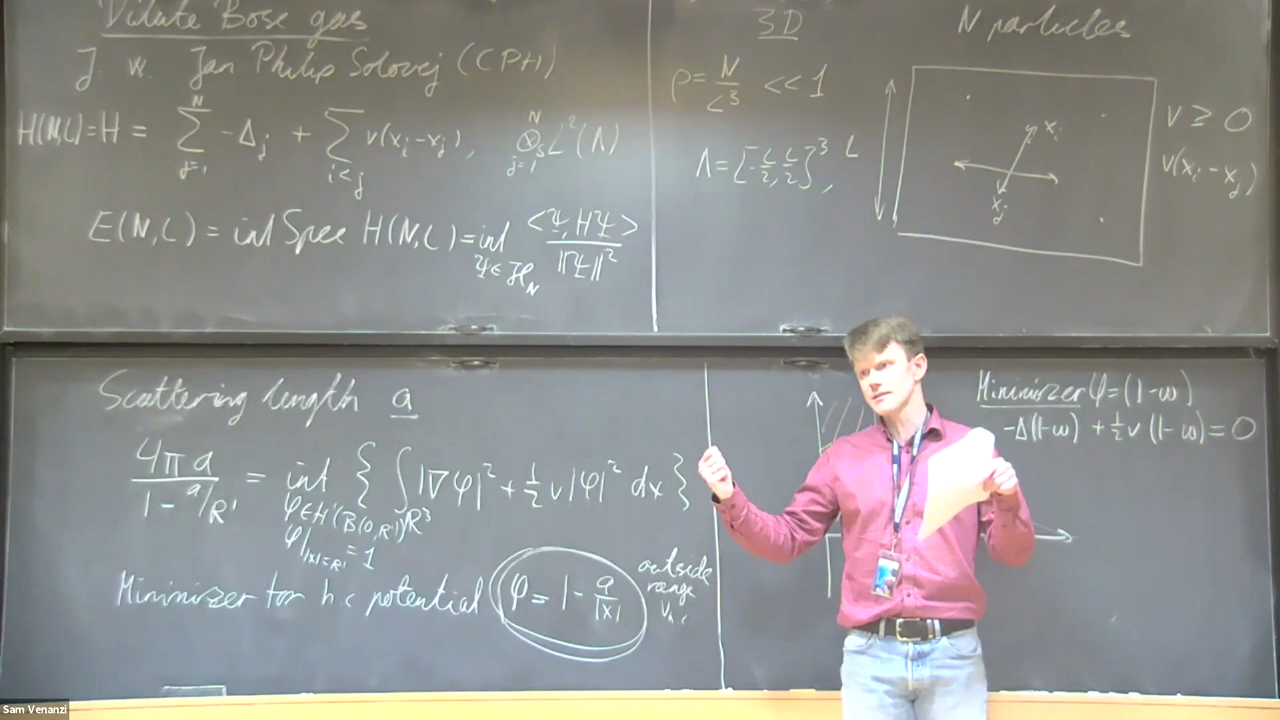 Dilute Bose gas
J. w. Jan Philip Solovej (CPH)
H(N,L)=H = ∑_{j=1}^{N} -Δ_j + ∑_{i<j} v(x_i-x_j), ⊗_{s, j=1}^{N} L²(Λ)
E(N,L) = inf Spec H(N,L) = inf_{Ψ∈ℋ_N} <Ψ,HΨ> / ||Ψ||²
3D
ρ = N/L³ << 1
Λ = [-L/2, L/2]³,
N particles
L
x_i
x_j
v ≥ 0
v(x_i-x_j)
Scattering length a
4πa / (1 - a/R') = inf { ∫ |∇φ|² + ½ v|φ|² dx }
φ∈H¹(B(0,R'))
R³
φ|_{|x|=R'} = 1
Minimizer for h.c potential φ = 1 - a/|x|
outside
range
v_{h.c}
Minimizer φ=(1-ω)
-Δ(1-ω) + ½v(1-ω) = 0
Sam Venanzi